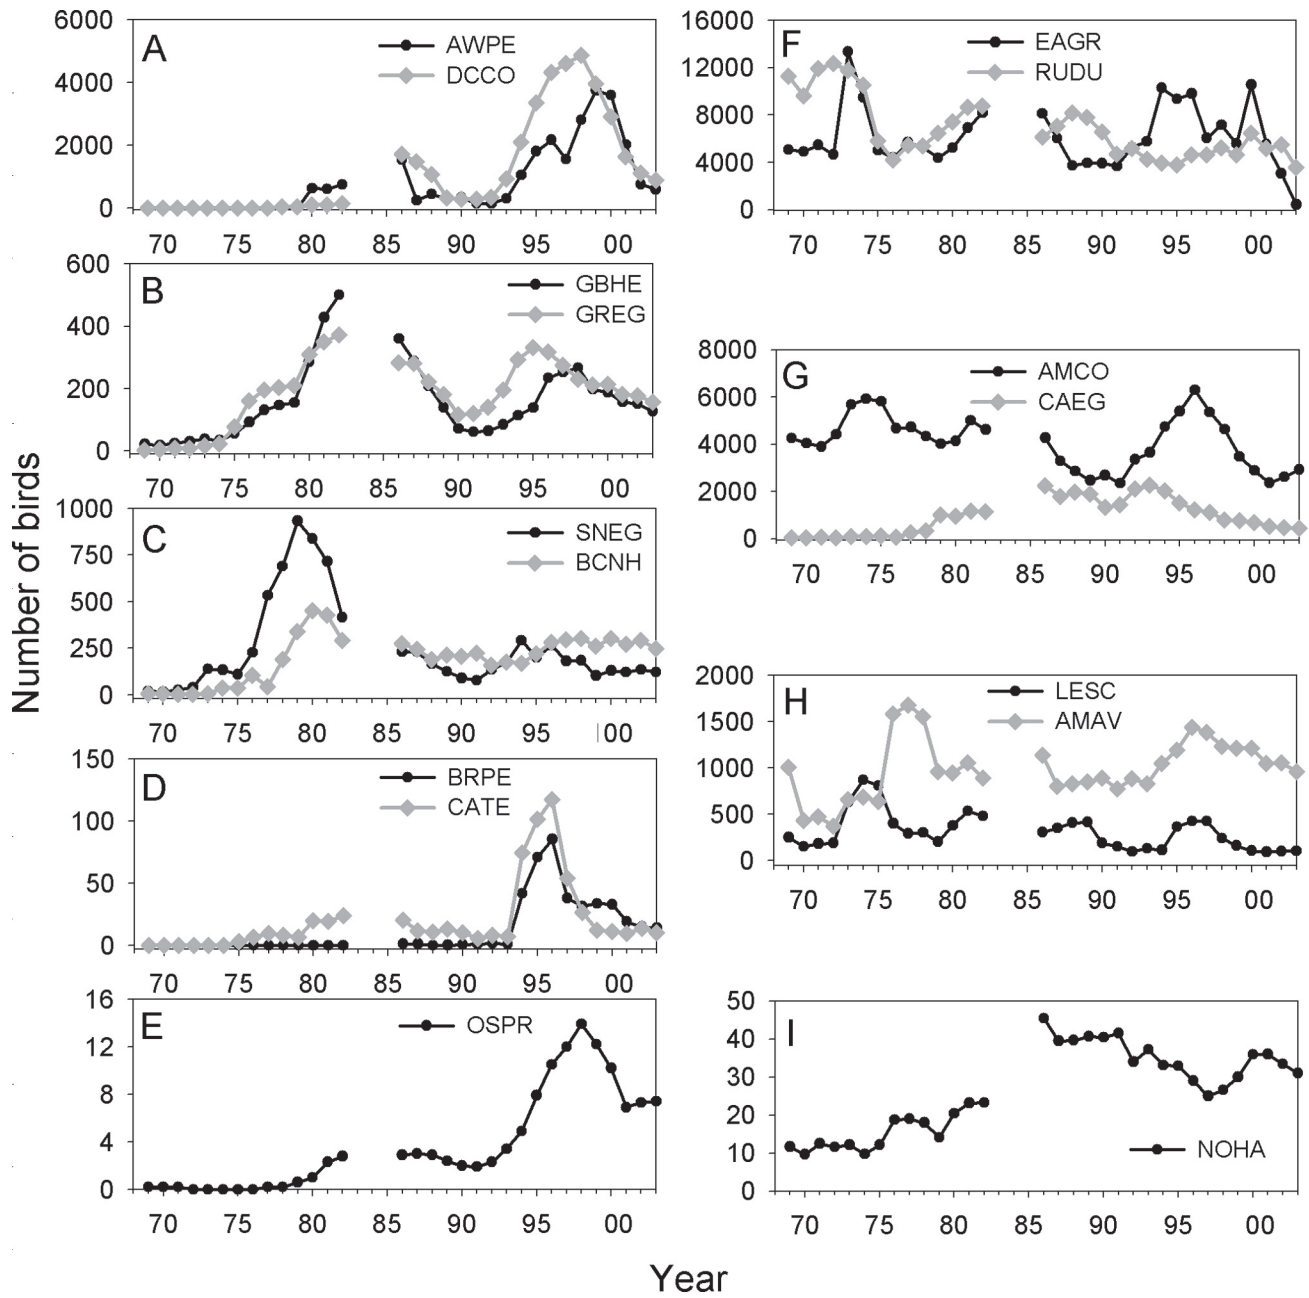 Number of birds
A
AWPE
DCCO
6000
4000
2000
0
70 75 80 85 90 95 00
B
GBHE
GREG
600
400
200
0
70 75 80 85 90 95 00
C
SNEG
BCNH
1000
750
500
250
0
70 75 80 85 90 95 00
D
BRPE
CATE
150
100
50
0
70 75 80 85 90 95 00
E
OSPR
16
12
8
4
0
70 75 80 85 90 95 00
F
EAGR
RUDU
16000
12000
8000
4000
0
70 75 80 85 90 95 00
G
AMCO
CAEG
8000
6000
4000
2000
0
70 75 80 85 90 95 00
H
LESC
AMAV
2000
1500
1000
500
0
70 75 80 85 90 95 00
I
NOHA
50
40
30
20
10
0
70 75 80 85 90 95 00
Year